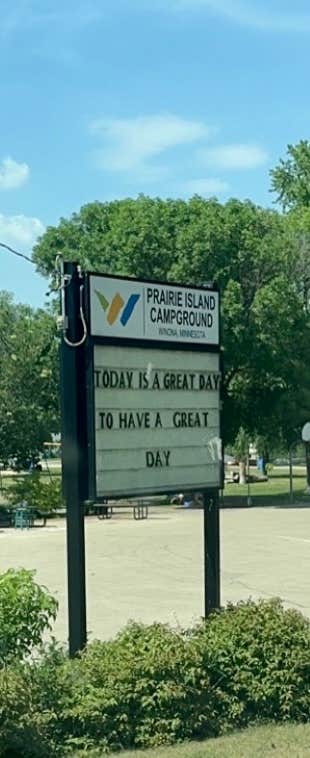 PRAIRIE ISLAND
CAMPGROUND
WINONA, MINNESOTA
TODAY IS A GREAT DAY
TO HAVE A GREAT
DAY